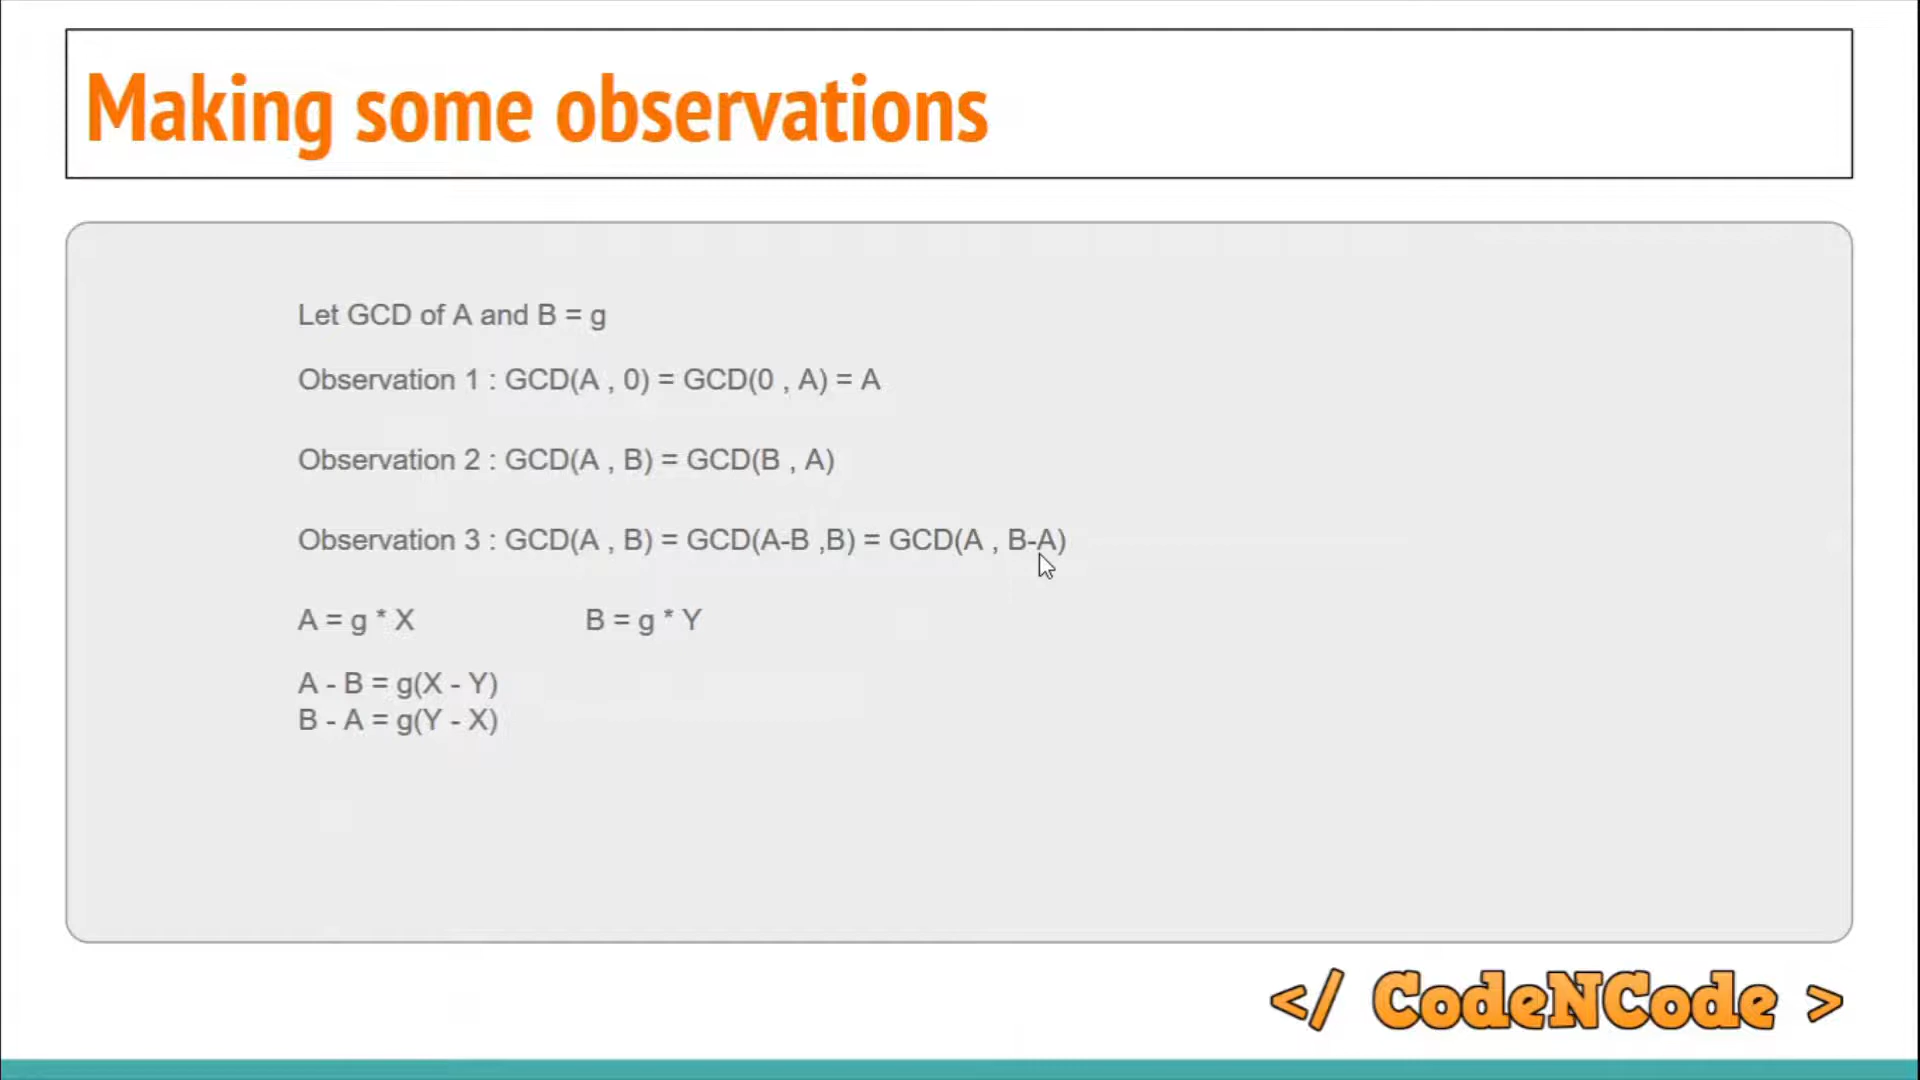 Making some observations
Let GCD of A and B = g
Observation 1 : GCD(A , 0) = GCD(0 , A) = A
Observation 2 : GCD(A , B) = GCD(B , A)
Observation 3 : GCD(A , B) = GCD(A-B ,B) = GCD(A , B-A)
A = g * X B = g * Y
A - B = g(X - Y)
B - A = g(Y - X)
</ CodeNCode >